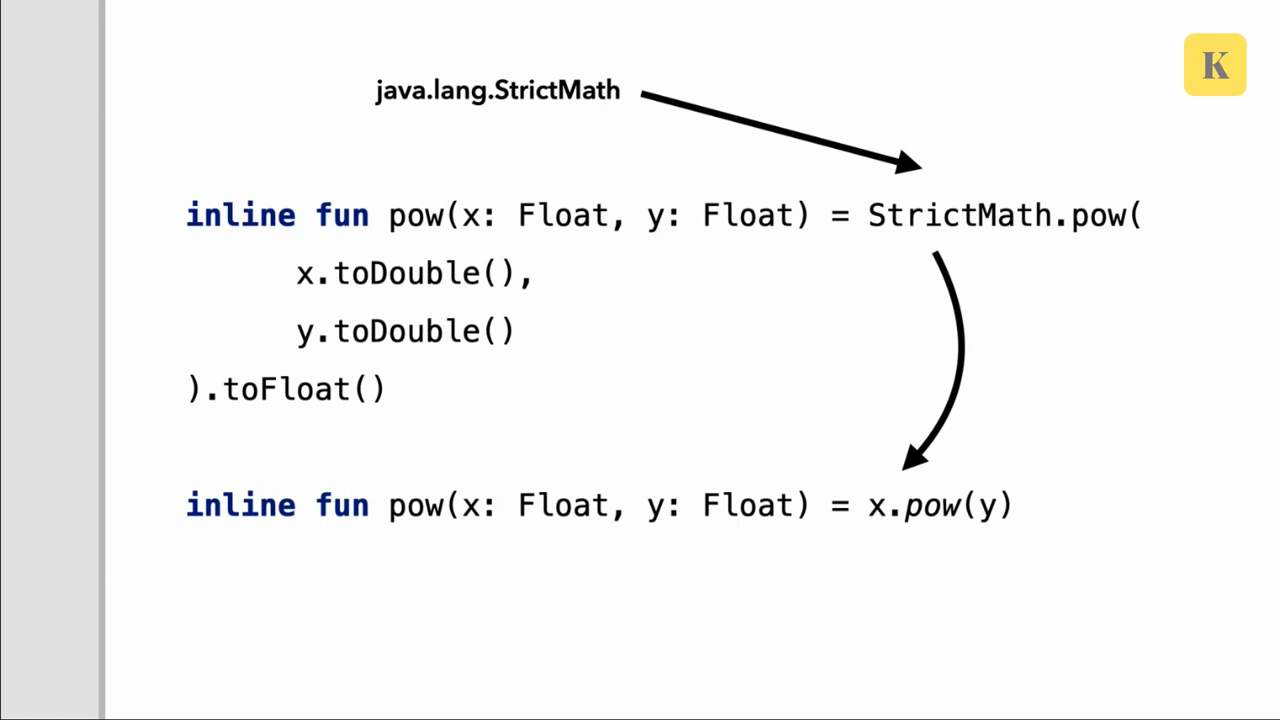 K
java.lang.StrictMath
inline fun pow(x: Float, y: Float) = StrictMath.pow(
x.toDouble(),
y.toDouble()
).toFloat()
inline fun pow(x: Float, y: Float) = x.pow(y)